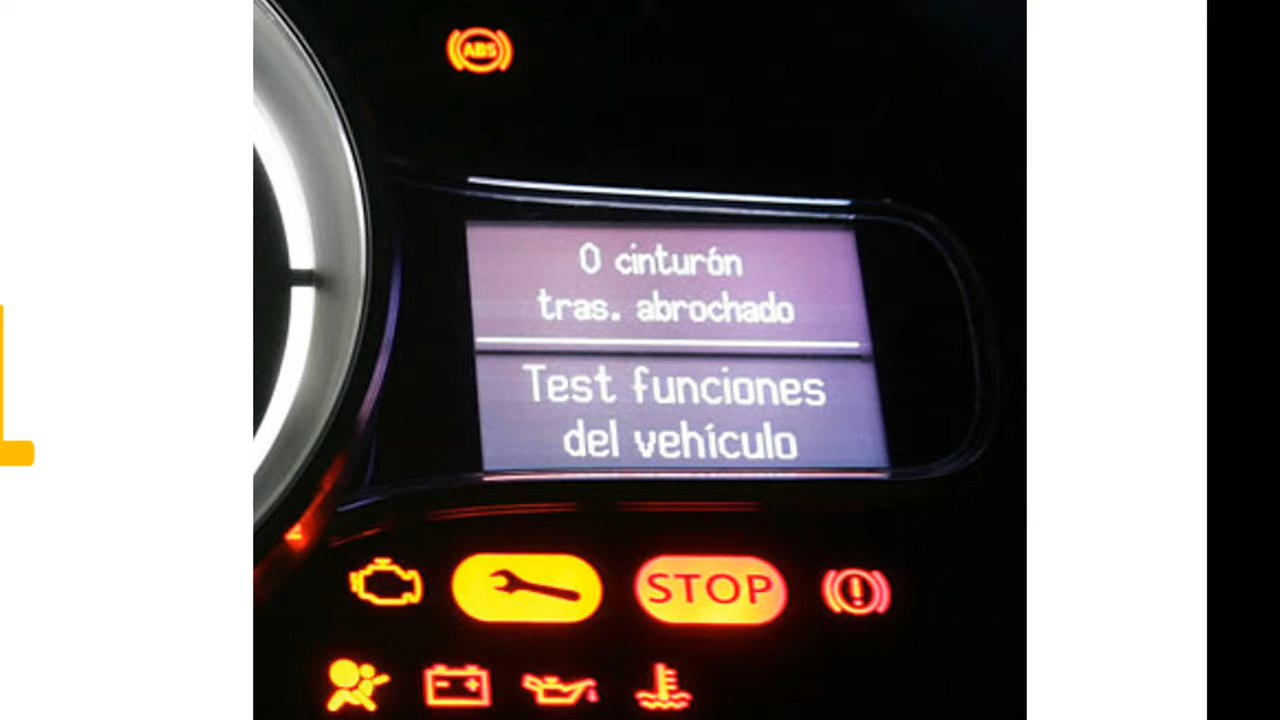 ABS
0 cinturón
tras. abrochado
Test funciones
del vehículo
STOP